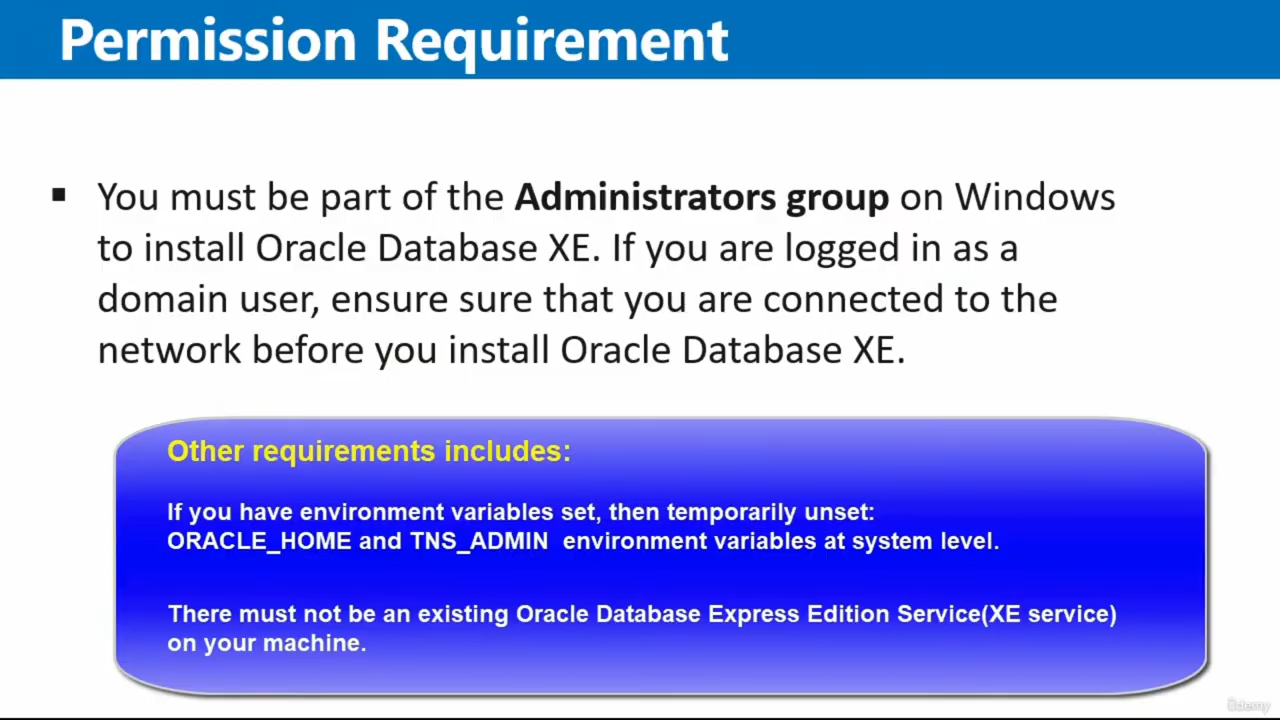 Permission Requirement
▪ You must be part of the Administrators group on Windows
to install Oracle Database XE. If you are logged in as a
domain user, ensure sure that you are connected to the
network before you install Oracle Database XE.
Other requirements includes:
If you have environment variables set, then temporarily unset:
ORACLE_HOME and TNS_ADMIN environment variables at system level.
There must not be an existing Oracle Database Express Edition Service(XE service)
on your machine.
ûdemy